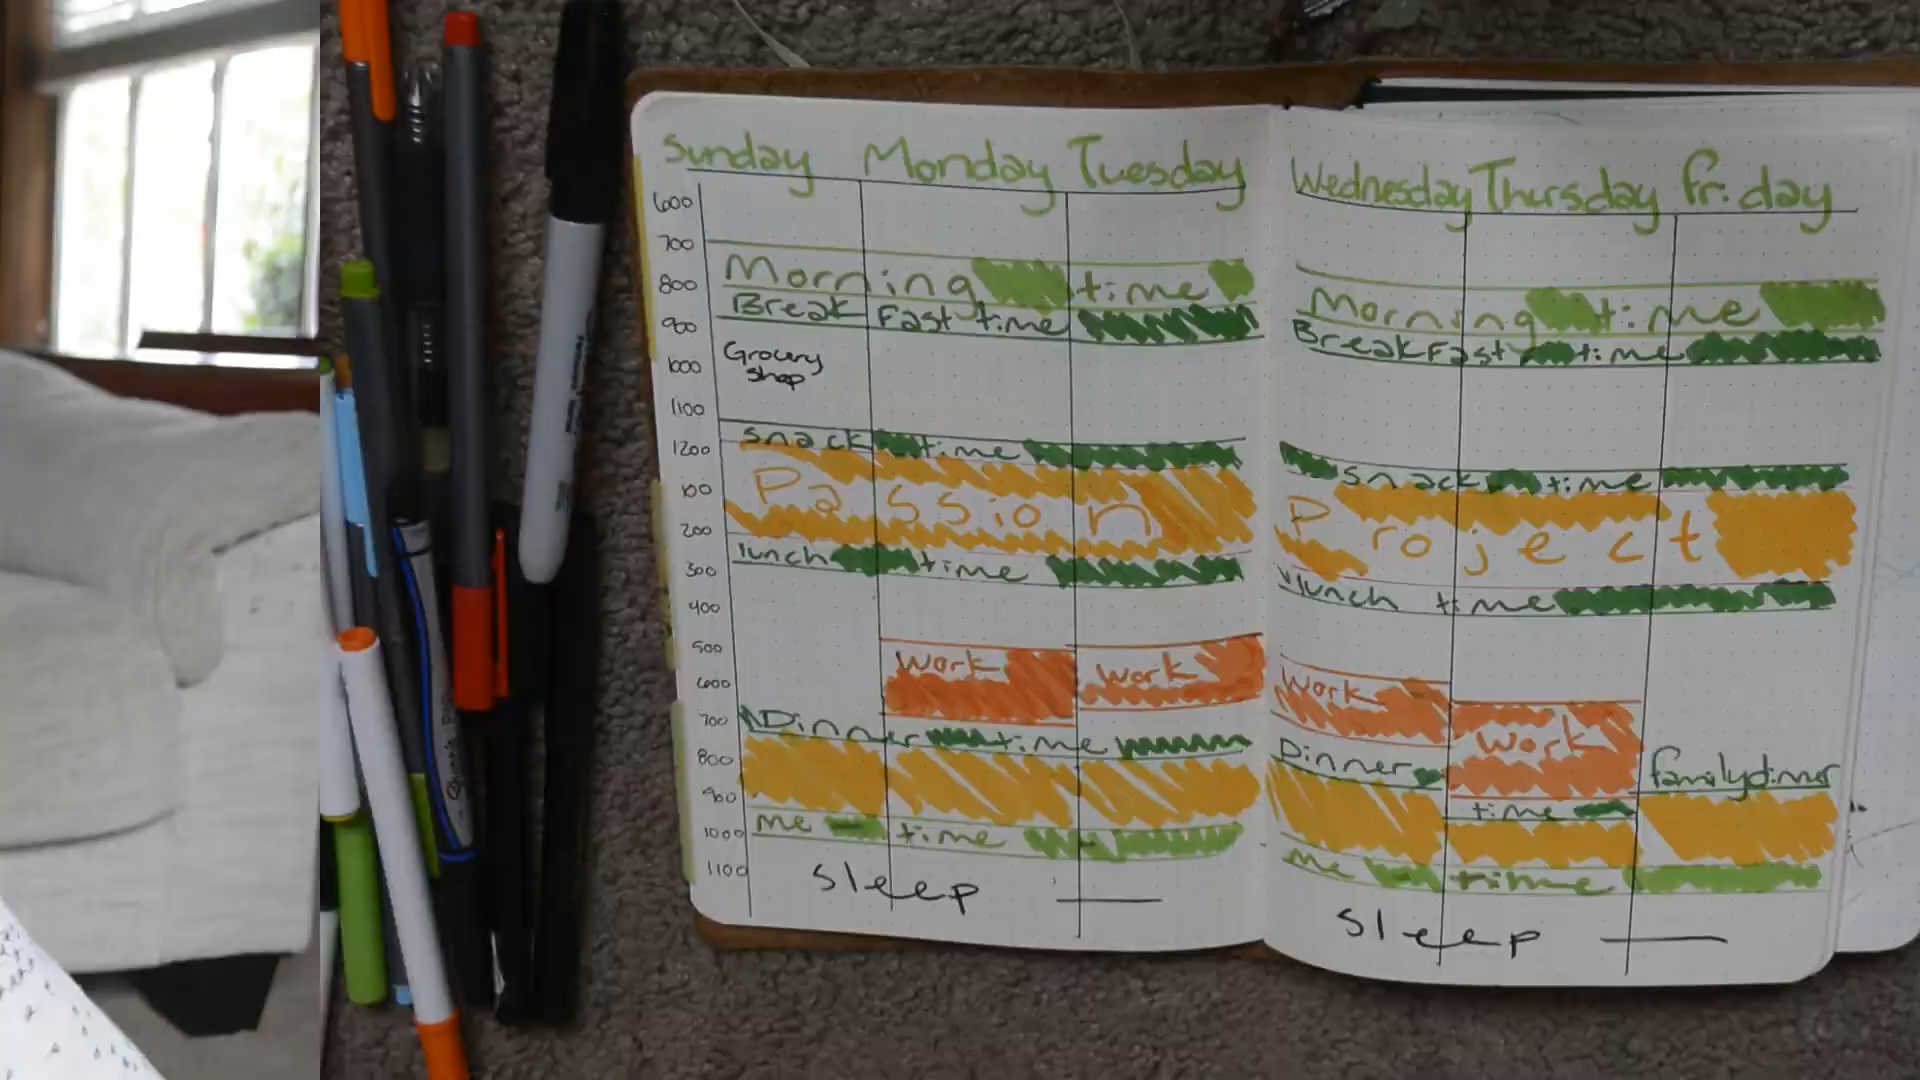 Sunday Monday Tuesday Wednesday Thursday friday
600
700
Morning time Morning time
800
Break fast time Breakfast time
900
Grocery
shop
1000
1100
snack time snack time
1200
Passion Project
100
200
lunch time lunch time
300
400
500
Work Work Work
600
Work
700
Dinner time Dinner time family dinner
800
900
me time me time
1000
1100
sleep sleep